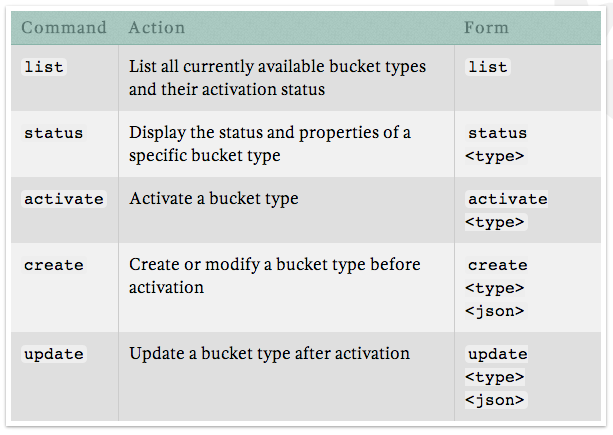 Command Action Form
list List all currently available bucket types list
and their activation status
status Display the status and properties of a status
specific bucket type <type>
activate Activate a bucket type activate
<type>
create Create or modify a bucket type before create
activation <type>
<json>
update Update a bucket type after activation update
<type>
<json>